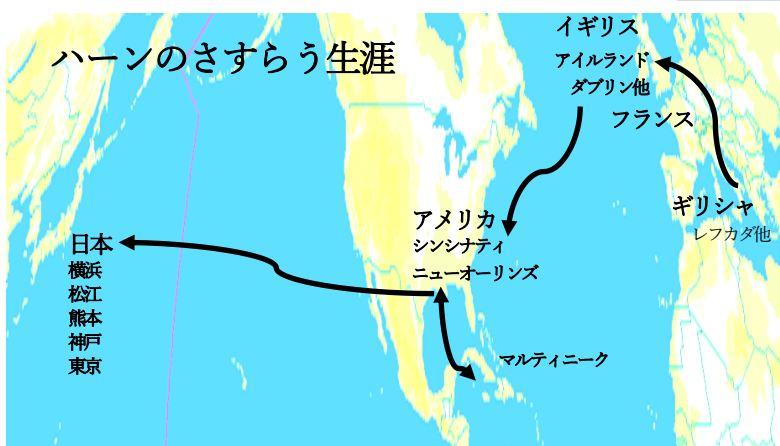 ハーンのさすらう生涯
イギリス
アイルランド
ダブリン他
フランス
ギリシャ
レフカダ他
アメリカ
シンシナティ
ニューオーリンズ
マルティニーク
日本
横浜
松江
熊本
神戸
東京